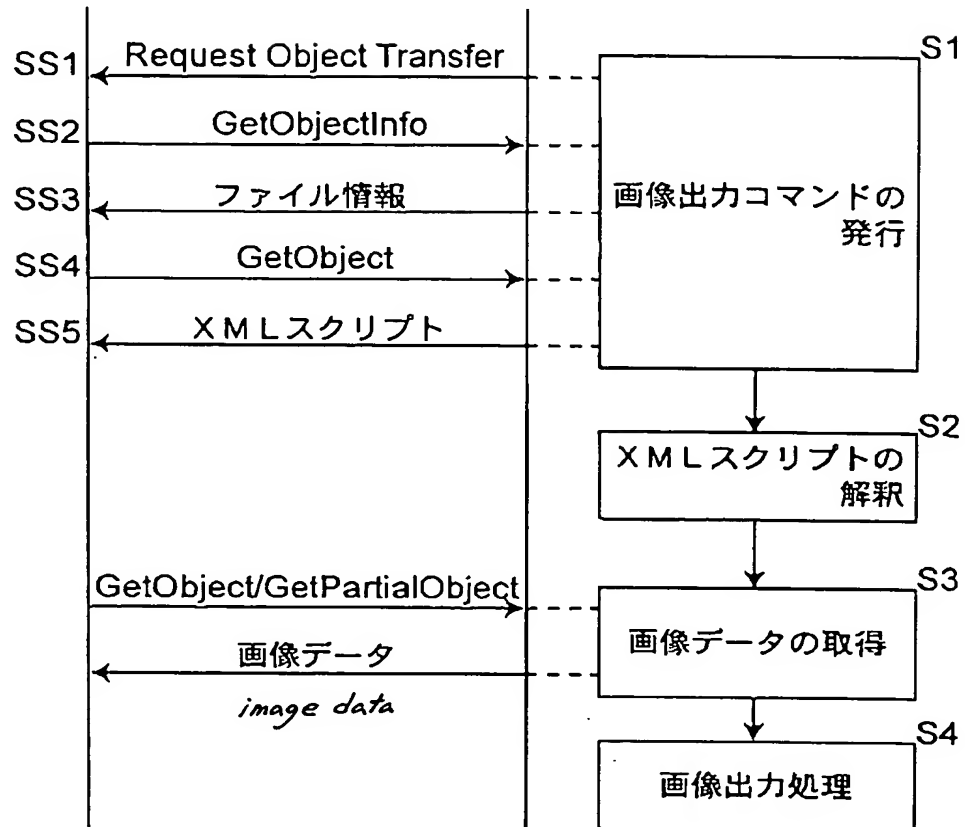 S1
SS1 Request Object Transfer
SS2 GetObjectInfo
SS3 ファイル情報
画像出力コマンドの
発行
SS4 GetObject
SS5 XMLスクリプト
S2
XMLスクリプトの
解釈
S3
GetObject/GetPartialObject
画像データの取得
画像データ
image data
S4
画像出力処理